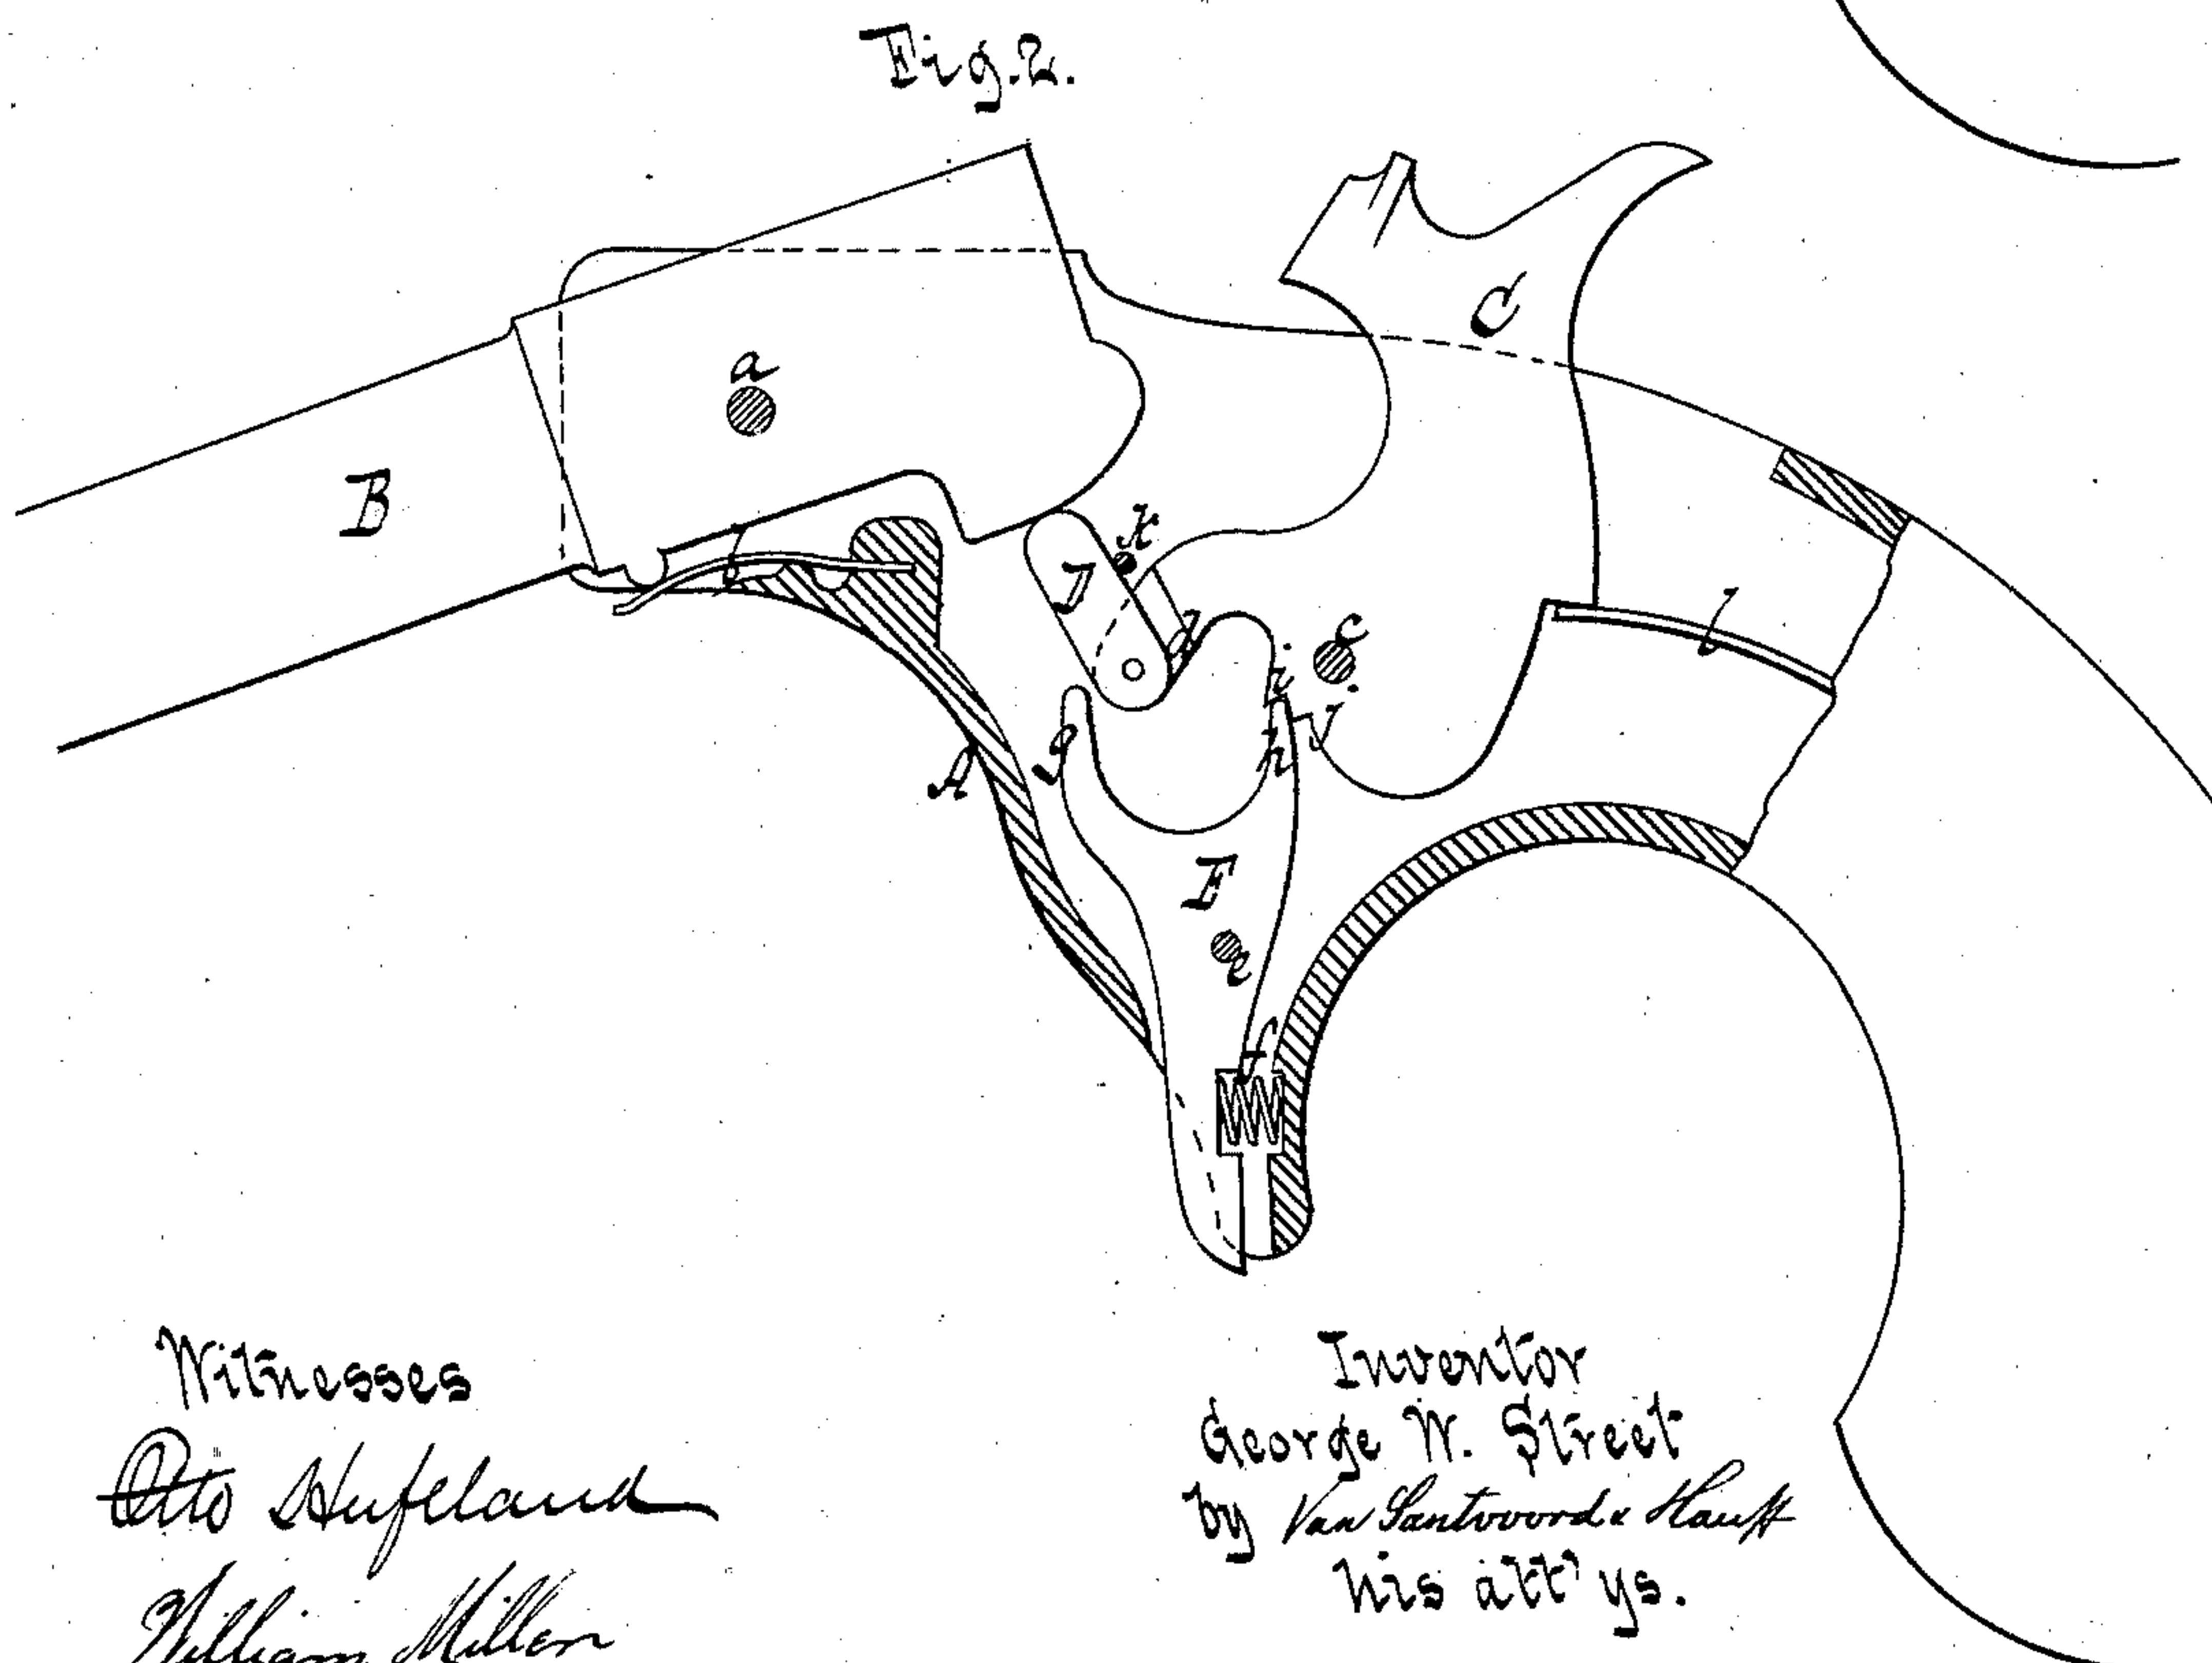 Fig. 2.
a
C
B
k
J
c
l
i
j
g
h
A
F
e
f
Witnesses
Otto Hufeland
William Miller
Inventor
George W. Street
by Van Santvoord & Hauff
his att'ys.